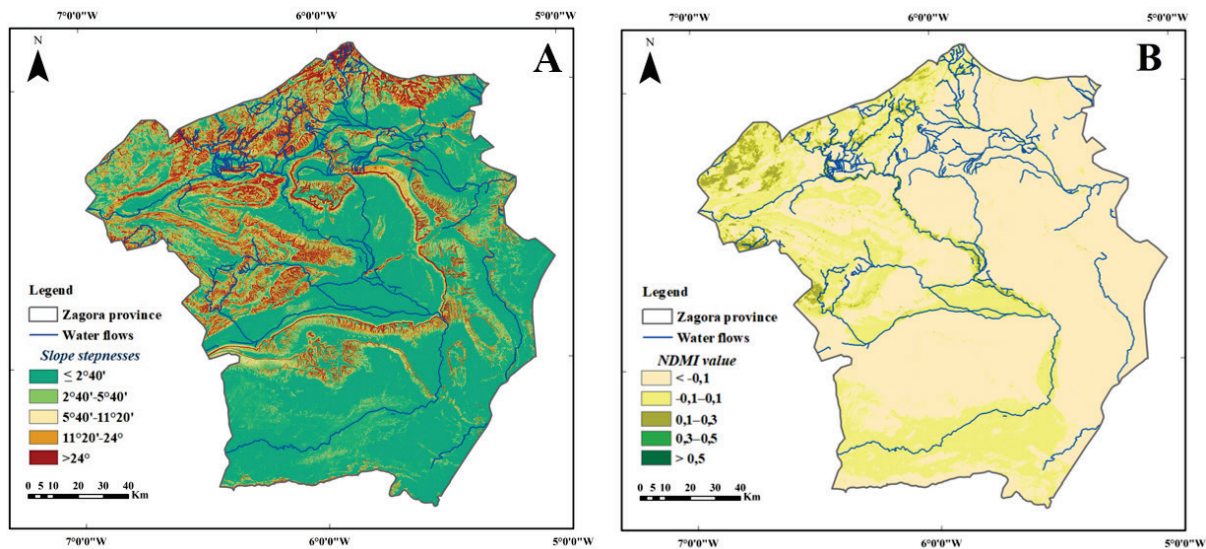 7°0'0"W 6°0'0"W 5°0'0"W
N
A
Legend
Zagora province
Water flows
Slope stepnesses
≤ 2°40'
2°40'-5°40'
5°40'-11°20'
11°20'-24°
>24°
0 5 10 20 30 40
Km
7°0'0"W 6°0'0"W 5°0'0"W
7°0'0"W 6°0'0"W 5°0'0"W
N
B
Legend
Zagora province
Water flows
NDMI value
< -0,1
-0,1–0,1
0,1–0,3
0,3–0,5
> 0,5
0 5 10 20 30 40
Km
7°0'0"W 6°0'0"W 5°0'0"W